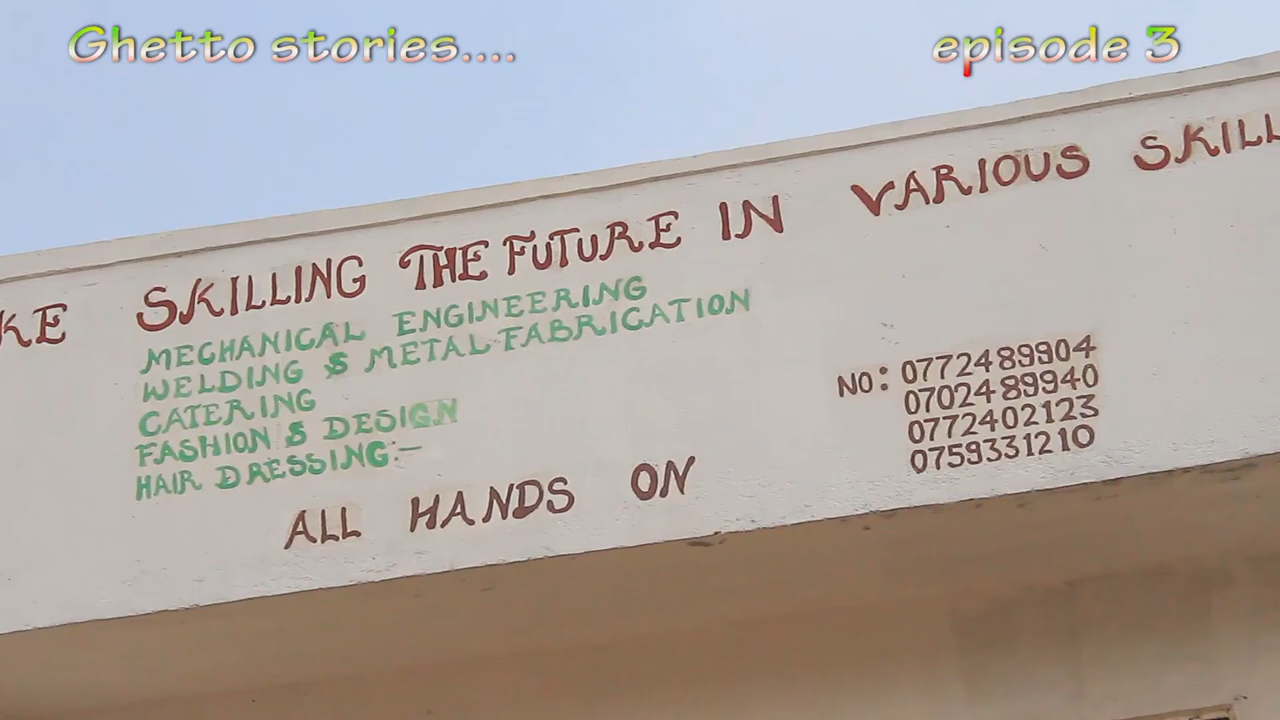 Ghetto stories.... episode 3
KE SKILLING THE FUTURE IN VARIOUS SKILL
MECHANICAL ENGINEERING
WELDING & METAL FABRICATION
CATERING
FASHION & DESIGN
HAIR DRESSING:-
ALL HANDS ON
NO: 0772489904
0702489940
0772402123
0759331210